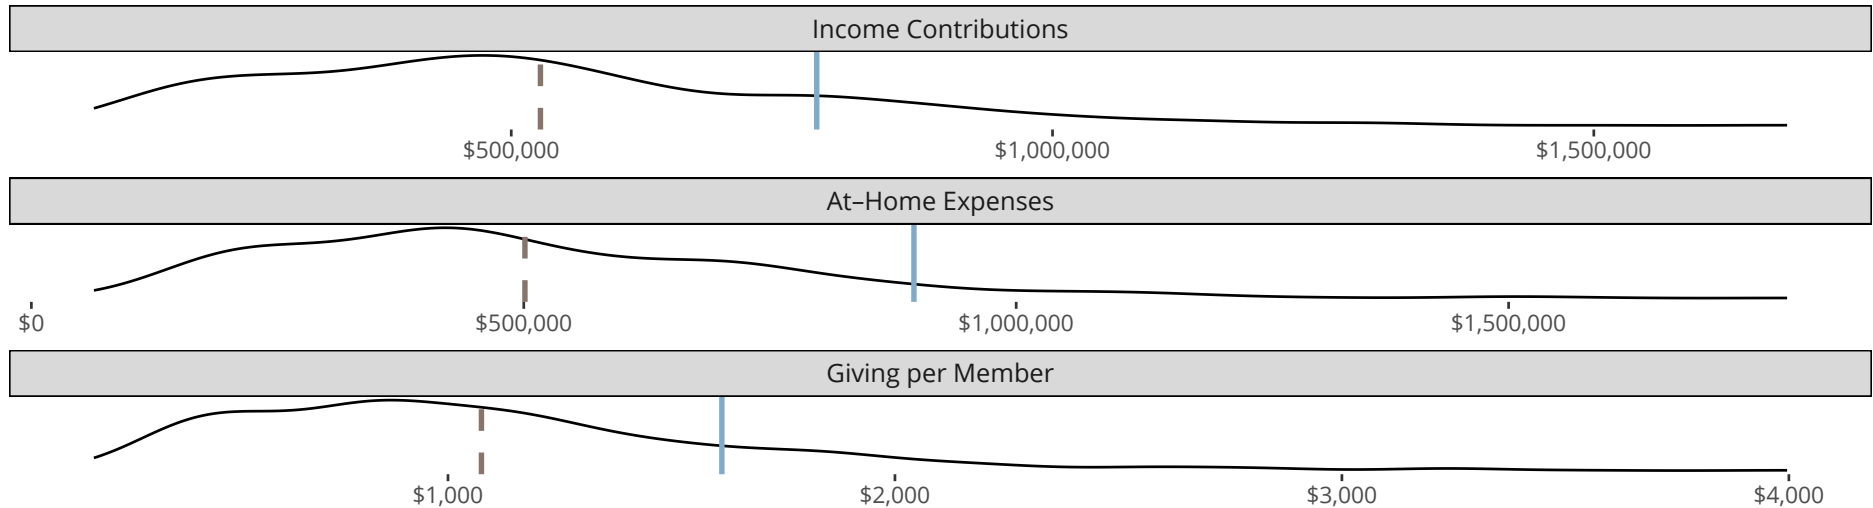 Income Contributions
$500,000 $1,000,000 $1,500,000
At–Home Expenses
$0 $500,000 $1,000,000 $1,500,000
Giving per Member
$1,000 $2,000 $3,000 $4,000